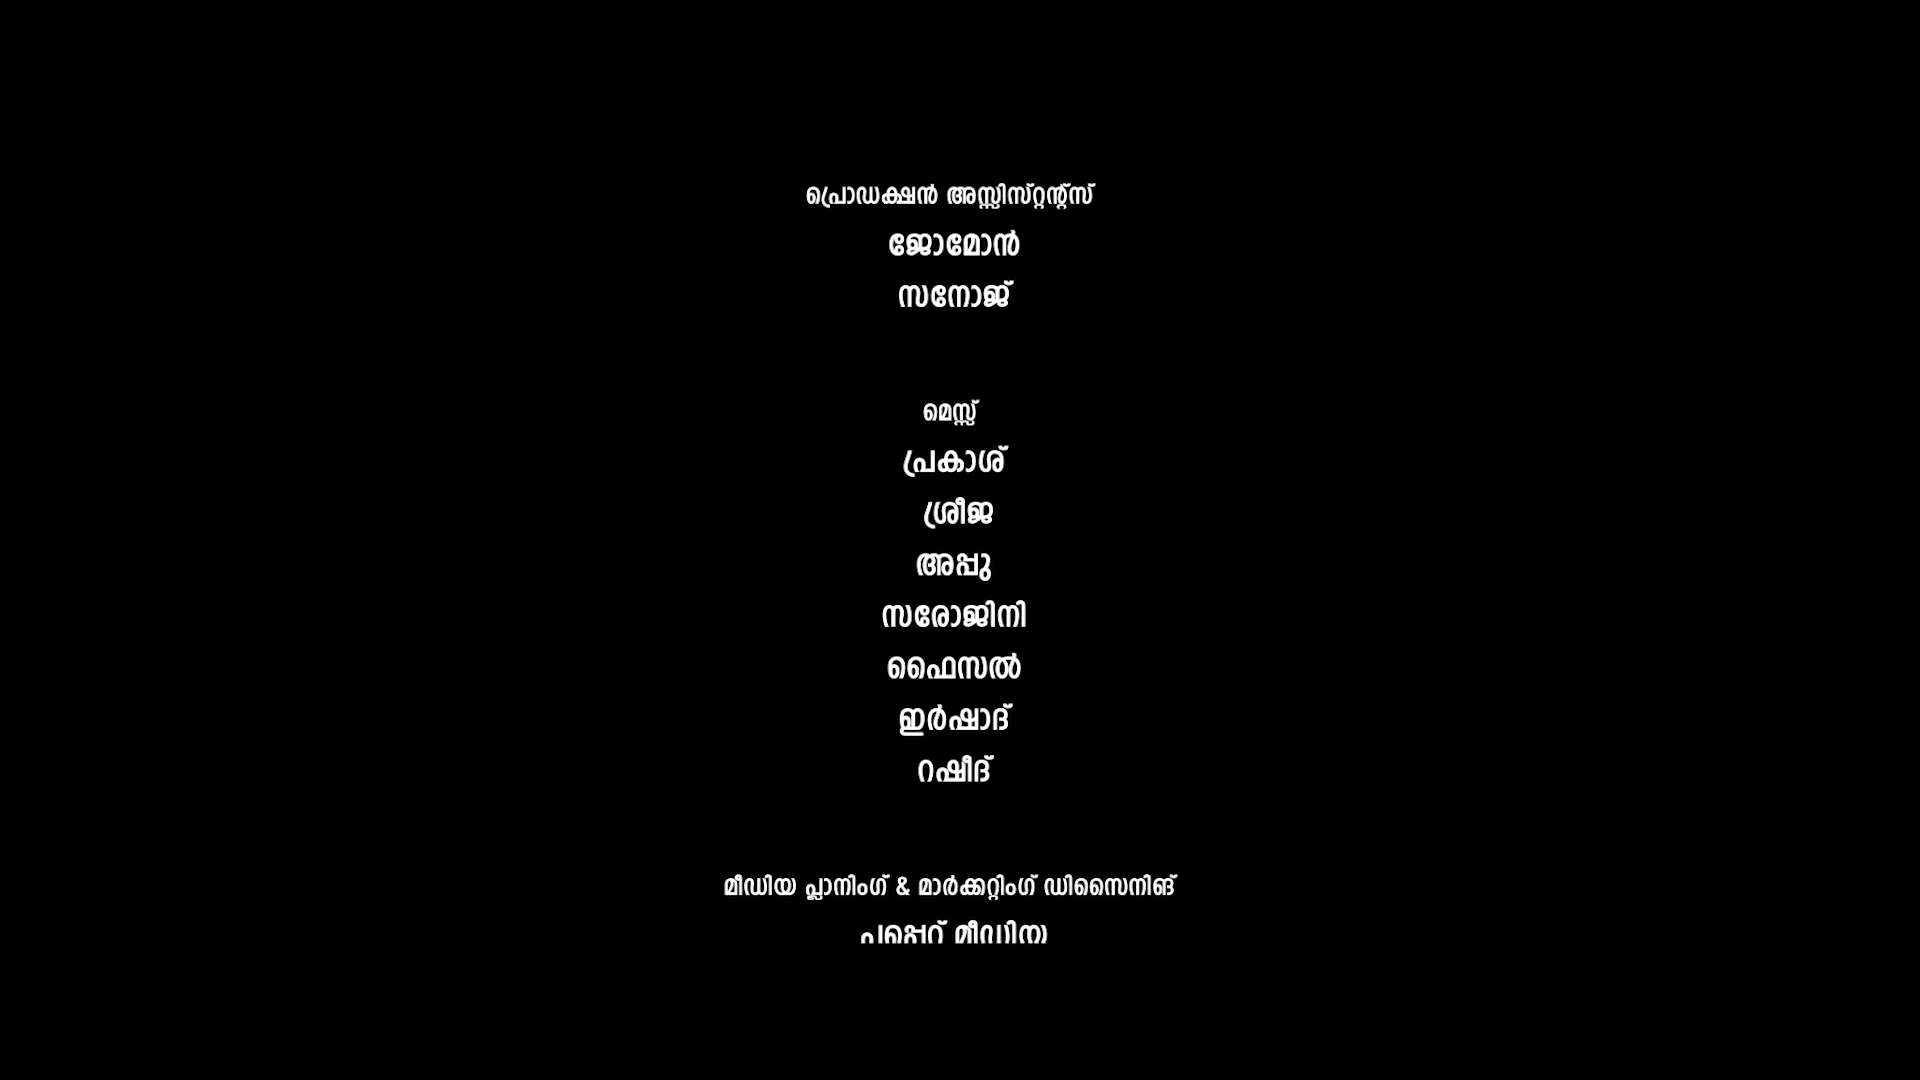 പ്രൊഡക്ഷൻ അസ്സിസ്റ്റന്റ്സ്
ജോമോൻ
സനോജ്
മെസ്സ്
പ്രകാശ്
ശ്രീജ
അപ്പു
സരോജിനി
ഫൈസൽ
ഇർഷാദ്
റഷീദ്
മീഡിയ പ്ലാനിംഗ് & മാർക്കറ്റിംഗ് ഡിസൈനിങ്
മീഡിയ